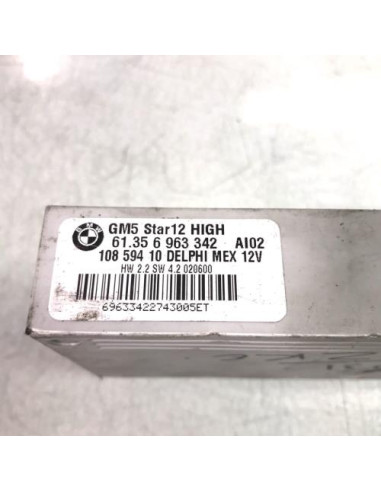 BMW
GM5 Star12 HIGH
61.35 6 963 342 AI02
108 594 10 DELPHI MEX 12V
HW 2.2 SW 4.2 020600
69633422743005ET